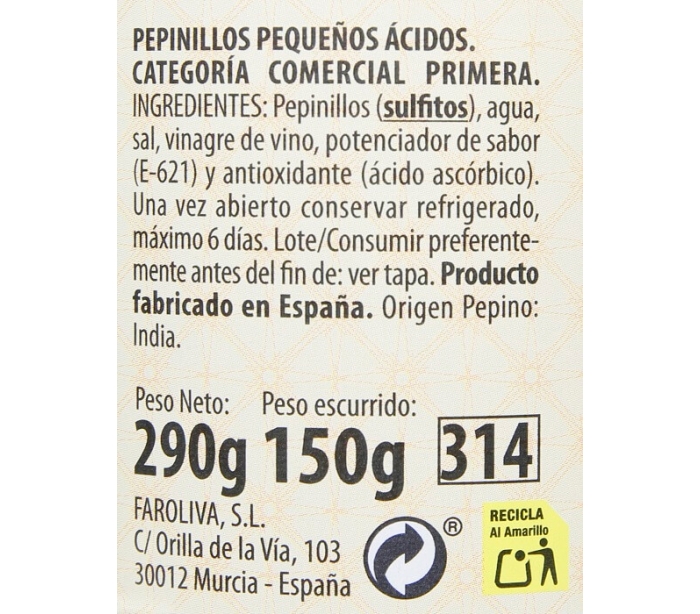 PEPINILLOS PEQUEÑOS ÁCIDOS.
CATEGORÍA COMERCIAL PRIMERA.
INGREDIENTES: Pepinillos (sulfitos), agua,
sal, vinagre de vino, potenciador de sabor
(E-621) y antioxidante (ácido ascórbico).
Una vez abierto conservar refrigerado,
máximo 6 días. Lote/Consumir preferente-
mente antes del fin de: ver tapa. Producto
fabricado en España. Origen Pepino:
India.
Peso Neto: Peso escurrido:
290g 150g 314
FAROLIVA, S.L.
C/ Orilla de la Vía, 103
30012 Murcia - España
®
RECICLA
Al Amarillo